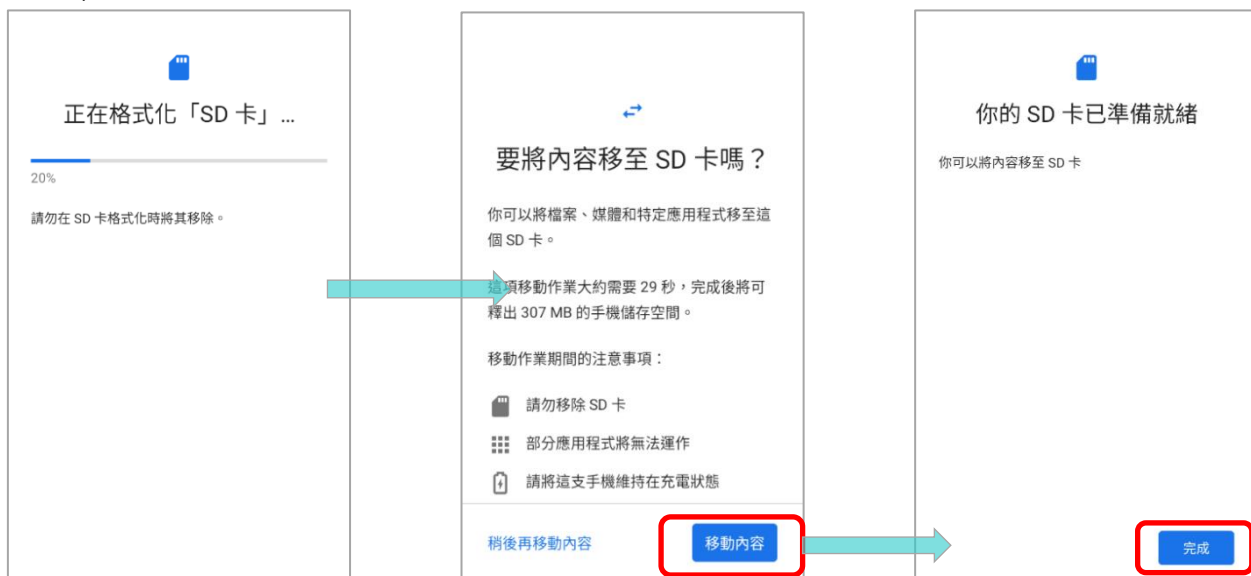 正在格式化「SD 卡」...
20%
請勿在 SD 卡格式化時將其移除。
要將內容移至 SD 卡嗎？
你可以將檔案、媒體和特定應用程式移至這
個 SD 卡。
這項移動作業大約需要 29 秒，完成後將可
釋出 307 MB 的手機儲存空間。
移動作業期間的注意事項：
請勿移除 SD 卡
部分應用程式將無法運作
請將這支手機維持在充電狀態
稍後再移動內容
移動內容
你的 SD 卡已準備就緒
你可以將內容移至 SD 卡
完成